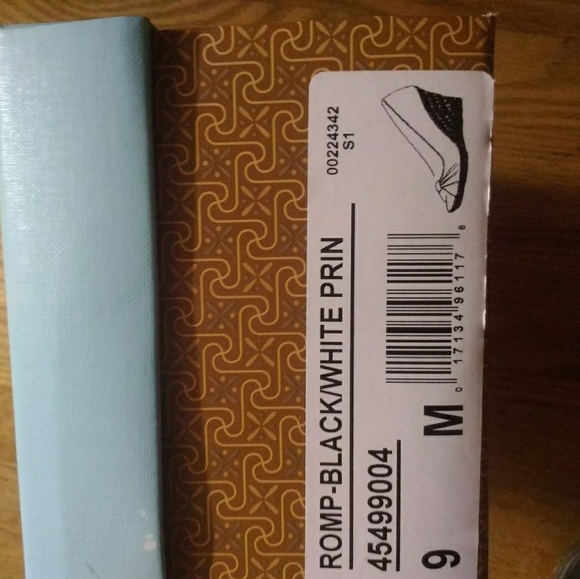 00224342
S1
ROMP-BLACK/WHITE PRIN
45499004
0 17134 96117 6
9 M